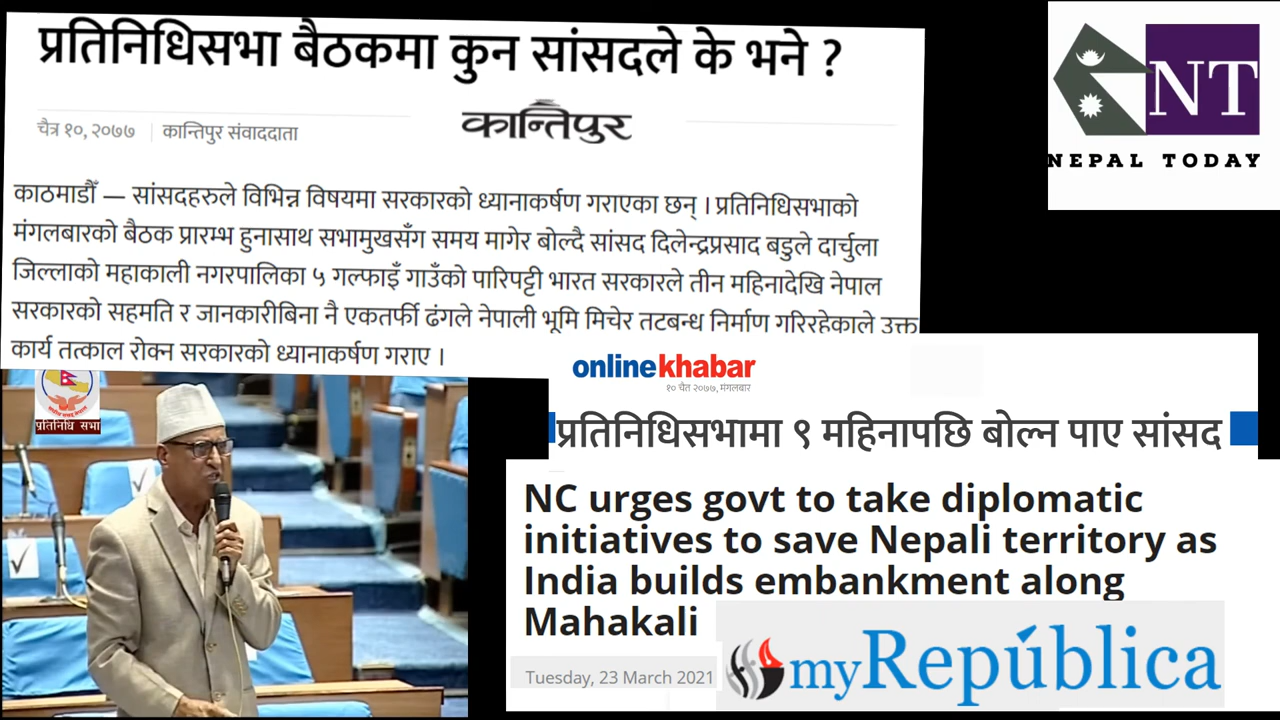 प्रतिनिधिसभा बैठकमा कुन सांसदले के भने ?
चैत्र १०, २०७७ | कान्तिपुर संवाददाता
कान्तिपुर
काठमाडौँ — सांसदहरुले विभिन्न विषयमा सरकारको ध्यानाकर्षण गराएका छन् । प्रतिनिधिसभाको
मंगलबारको बैठक प्रारम्भ हुनासाथ सभामुखसँग समय मागेर बोल्दै सांसद दिलेन्द्रप्रसाद बडुले दार्चुला
जिल्लाको महाकाली नगरपालिका ५ गल्फाइँ गाउँको पारिपट्टी भारत सरकारले तीन महिनादेखि नेपाल
सरकारको सहमति र जानकारीबिना नै एकतर्फी ढंगले नेपाली भूमि मिचेर तटबन्ध निर्माण गरिरहेकाले उक्त
कार्य तत्काल रोक्न सरकारको ध्यानाकर्षण गराए ।
NT
NEPAL TODAY
प्रतिनिधि सभा
onlinekhabar
१० चैत २०७७, मंगलबार
प्रतिनिधिसभामा ९ महिनापछि बोल्न पाए सांसद
NC urges govt to take diplomatic
initiatives to save Nepali territory as
India builds embankment along
Mahakali
Tuesday, 23 March 2021
myRepública